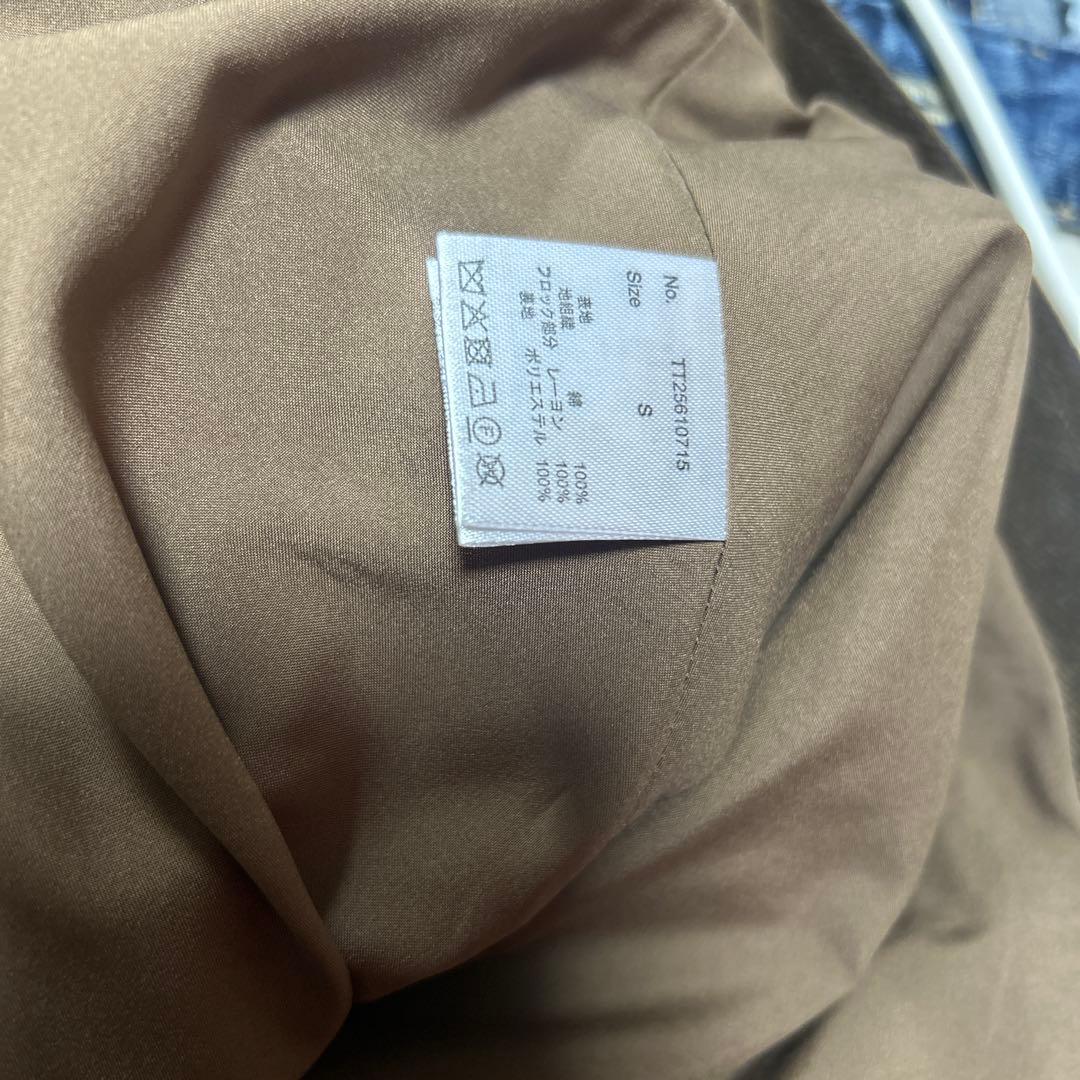 No. TT25610715
Size S
表地
地組織 綿 100%
フロック部分 レーヨン 100%
裏地 ポリエステル 100%